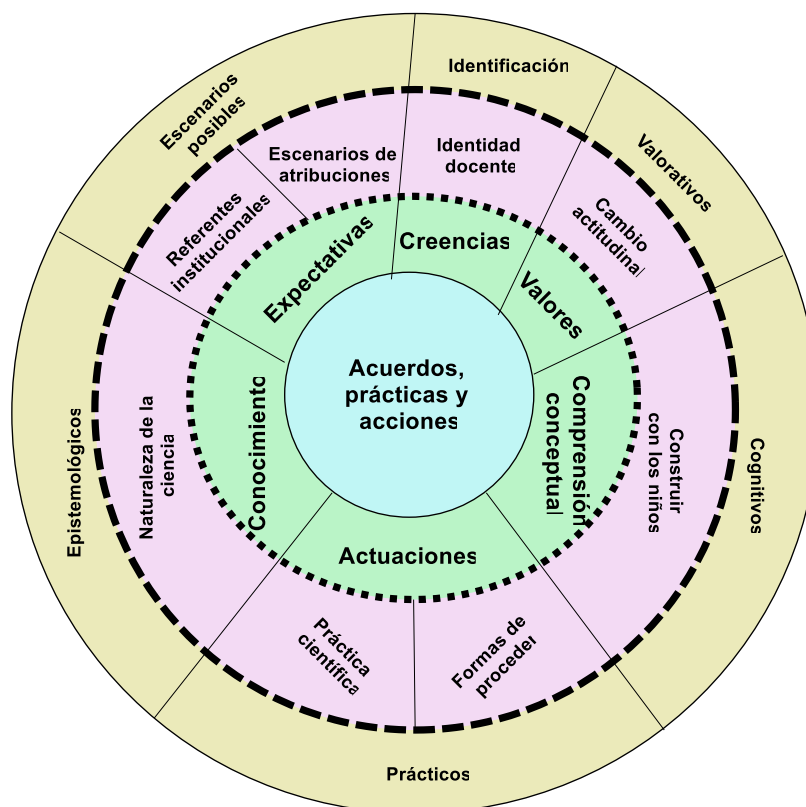 Escenarios
posibles
Identificación
Valorativos
Cognitivos
Prácticos
Epistemológicos
Referentes
institucionales
Escenarios de
atribuciones
Identidad
docente
Cambio
actitudinal
Construir
con los niños
Formas de
proceder
Práctica
científica
Naturaleza de la
ciencia
Expectativas
Creencias
Valores
Comprensión
conceptual
Actuaciones
Conocimiento
Acuerdos,
prácticas y
acciones